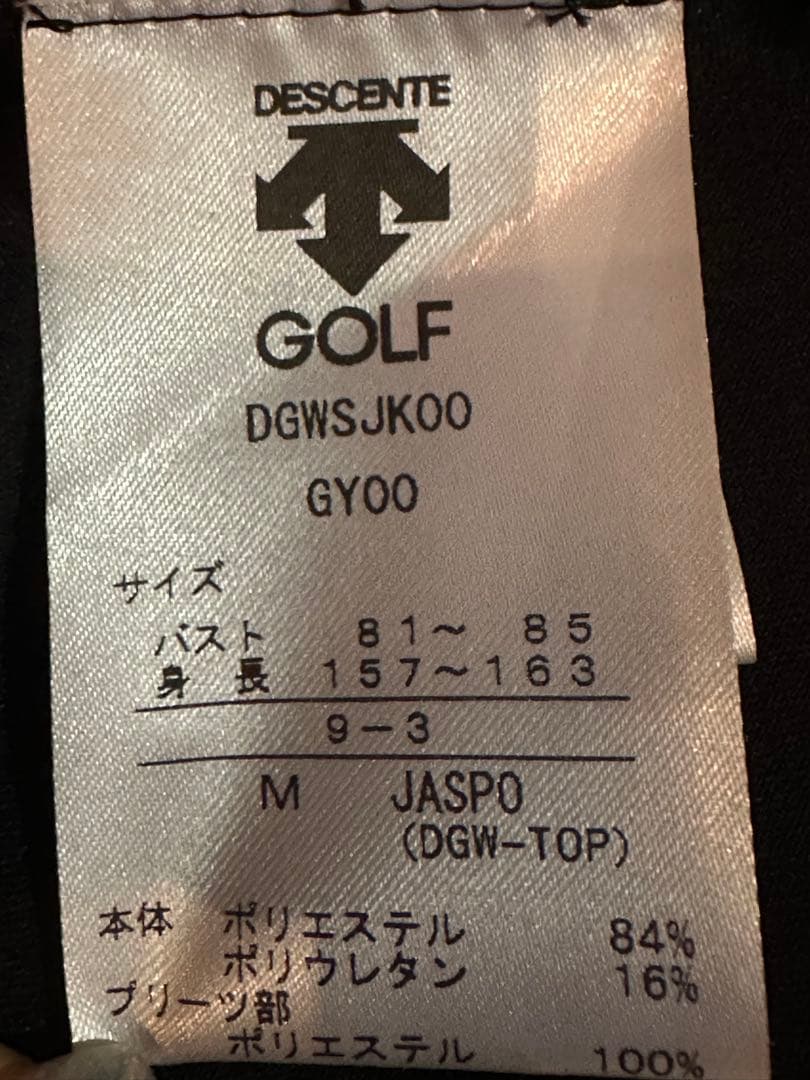 DESCENTE
GOLF
DGWSJK00
GY00
サイズ
バスト 81～ 85
身 長 157～163
9-3
M JASPO
(DGW-TOP)
本体 ポリエステル 84%
ポリウレタン 16%
プリーツ部
ポリエステル 100%